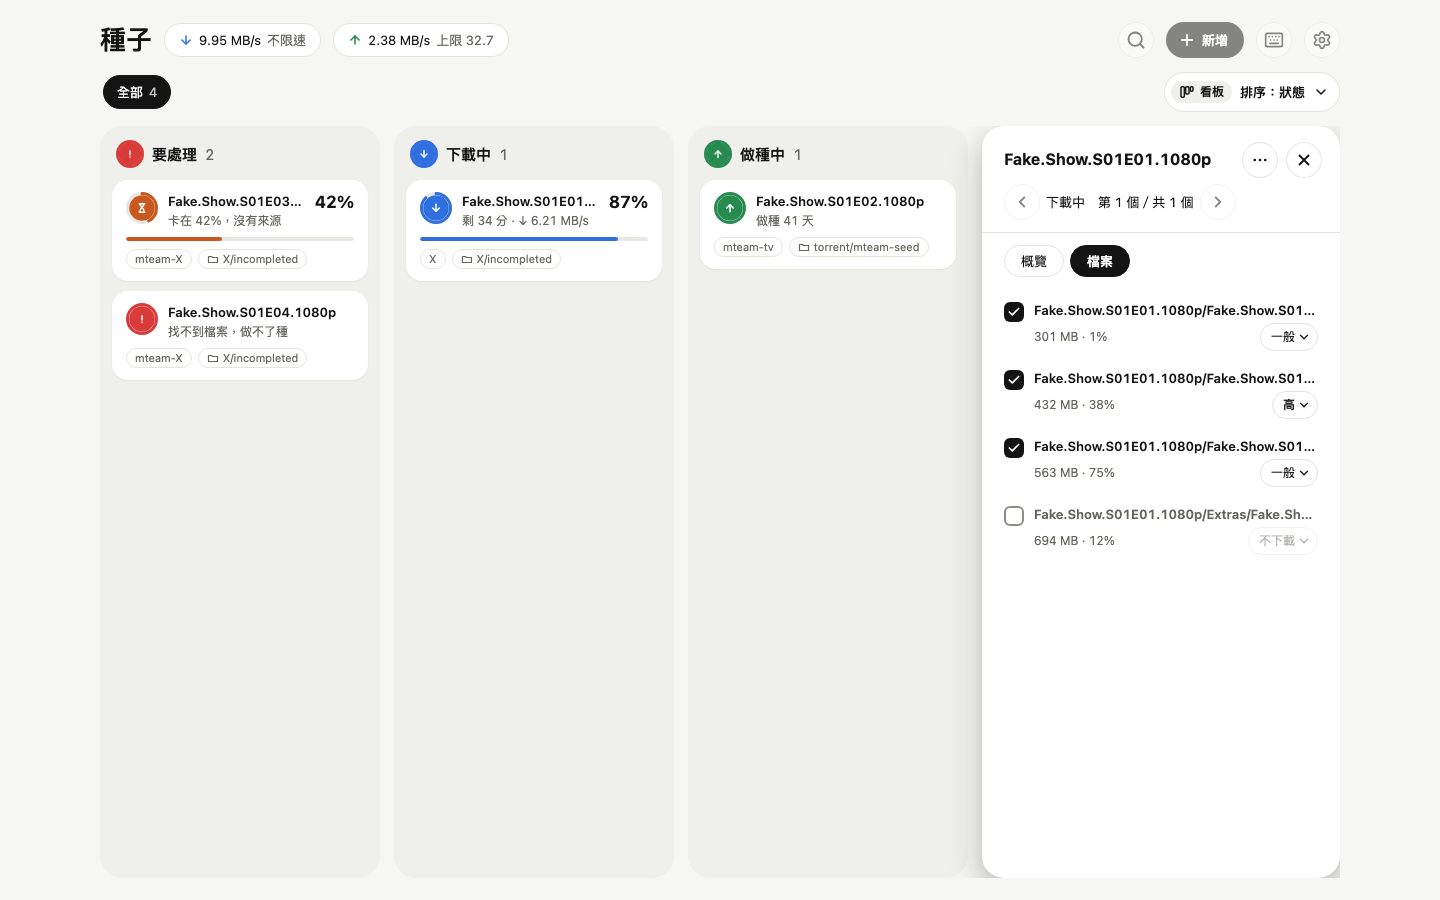 種子
9.95 MB/s 不限速
2.38 MB/s 上限 32.7
新增
全部 4
看板
排序：狀態
要處理 2
Fake.Show.S01E03... 42%
卡在 42%，沒有來源
mteam-X X/incompleted
Fake.Show.S01E04.1080p
找不到檔案，做不了種
mteam-X X/incompleted
下載中 1
Fake.Show.S01E01... 87%
剩 34 分 · ↓ 6.21 MB/s
X X/incompleted
做種中 1
Fake.Show.S01E02.1080p
做種 41 天
mteam-tv torrent/mteam-seed
Fake.Show.S01E01.1080p
下載中 第 1 個 / 共 1 個
概覽 檔案
Fake.Show.S01E01.1080p/Fake.Show.S01...
301 MB · 1% 一般
Fake.Show.S01E01.1080p/Fake.Show.S01...
432 MB · 38% 高
Fake.Show.S01E01.1080p/Fake.Show.S01...
563 MB · 75% 一般
Fake.Show.S01E01.1080p/Extras/Fake.Sh...
694 MB · 12% 不下載